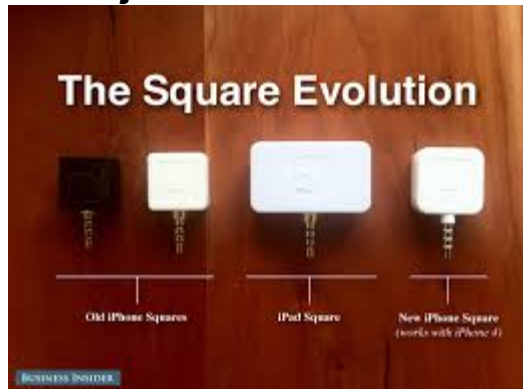 The Square Evolution
Old iPhone Squares
iPad Square
New iPhone Square
(works with iPhone 4)
BUSINESS INSIDER